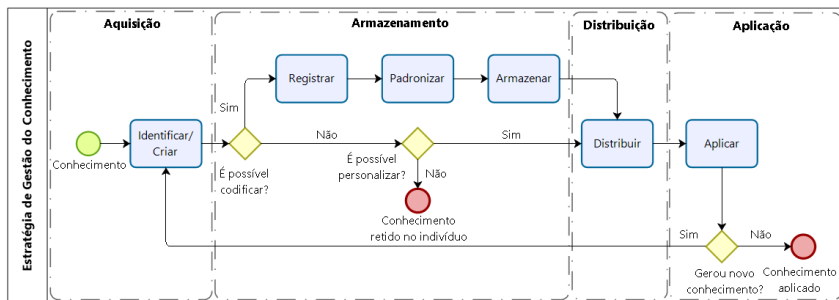 Estratégia de Gestão do Conhecimento
Aquisição
Armazenamento
Distribuição
Aplicação
Registrar
Padronizar
Armazenar
Sim
Identificar/
Criar
Não
Sim
Distribuir
Aplicar
Conhecimento
É possível
codificar?
É possível
personalizar?
Não
Conhecimento
retido no indivíduo
Sim
Não
Gerou novo
conhecimento?
Conhecimento
aplicado